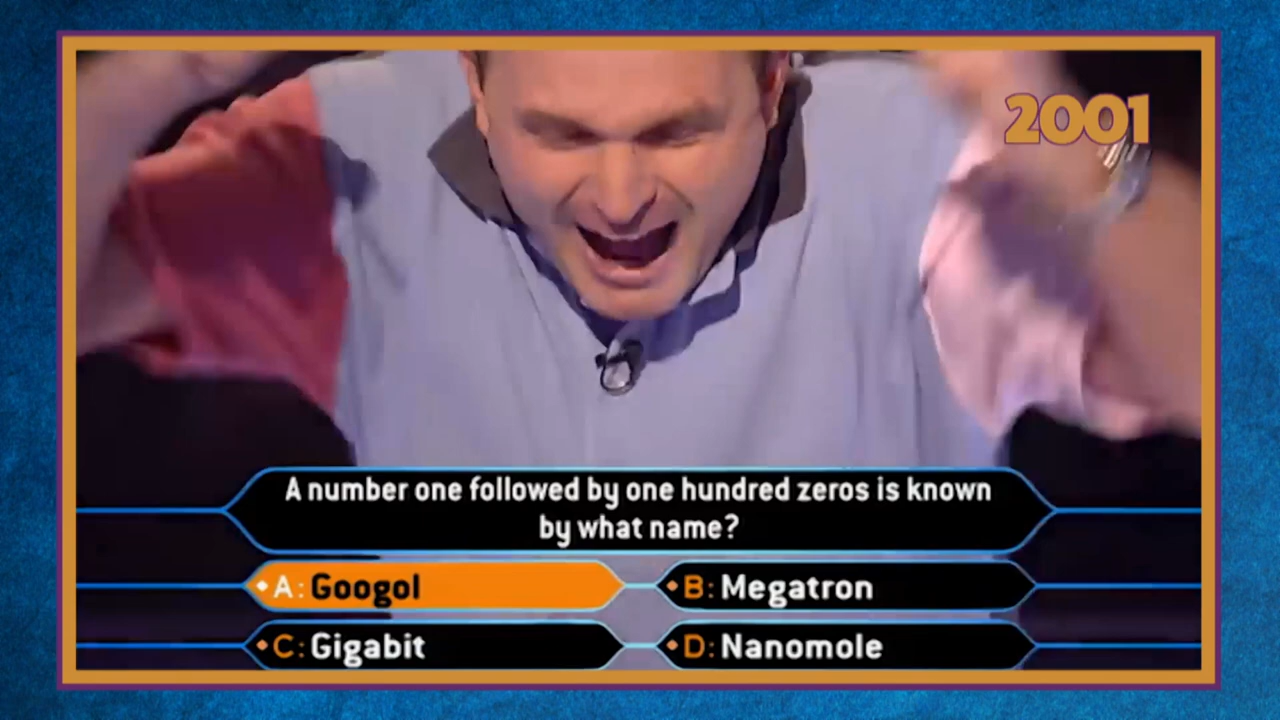 2001
A number one followed by one hundred zeros is known
by what name?
A: Googol
B: Megatron
C: Gigabit
D: Nanomole